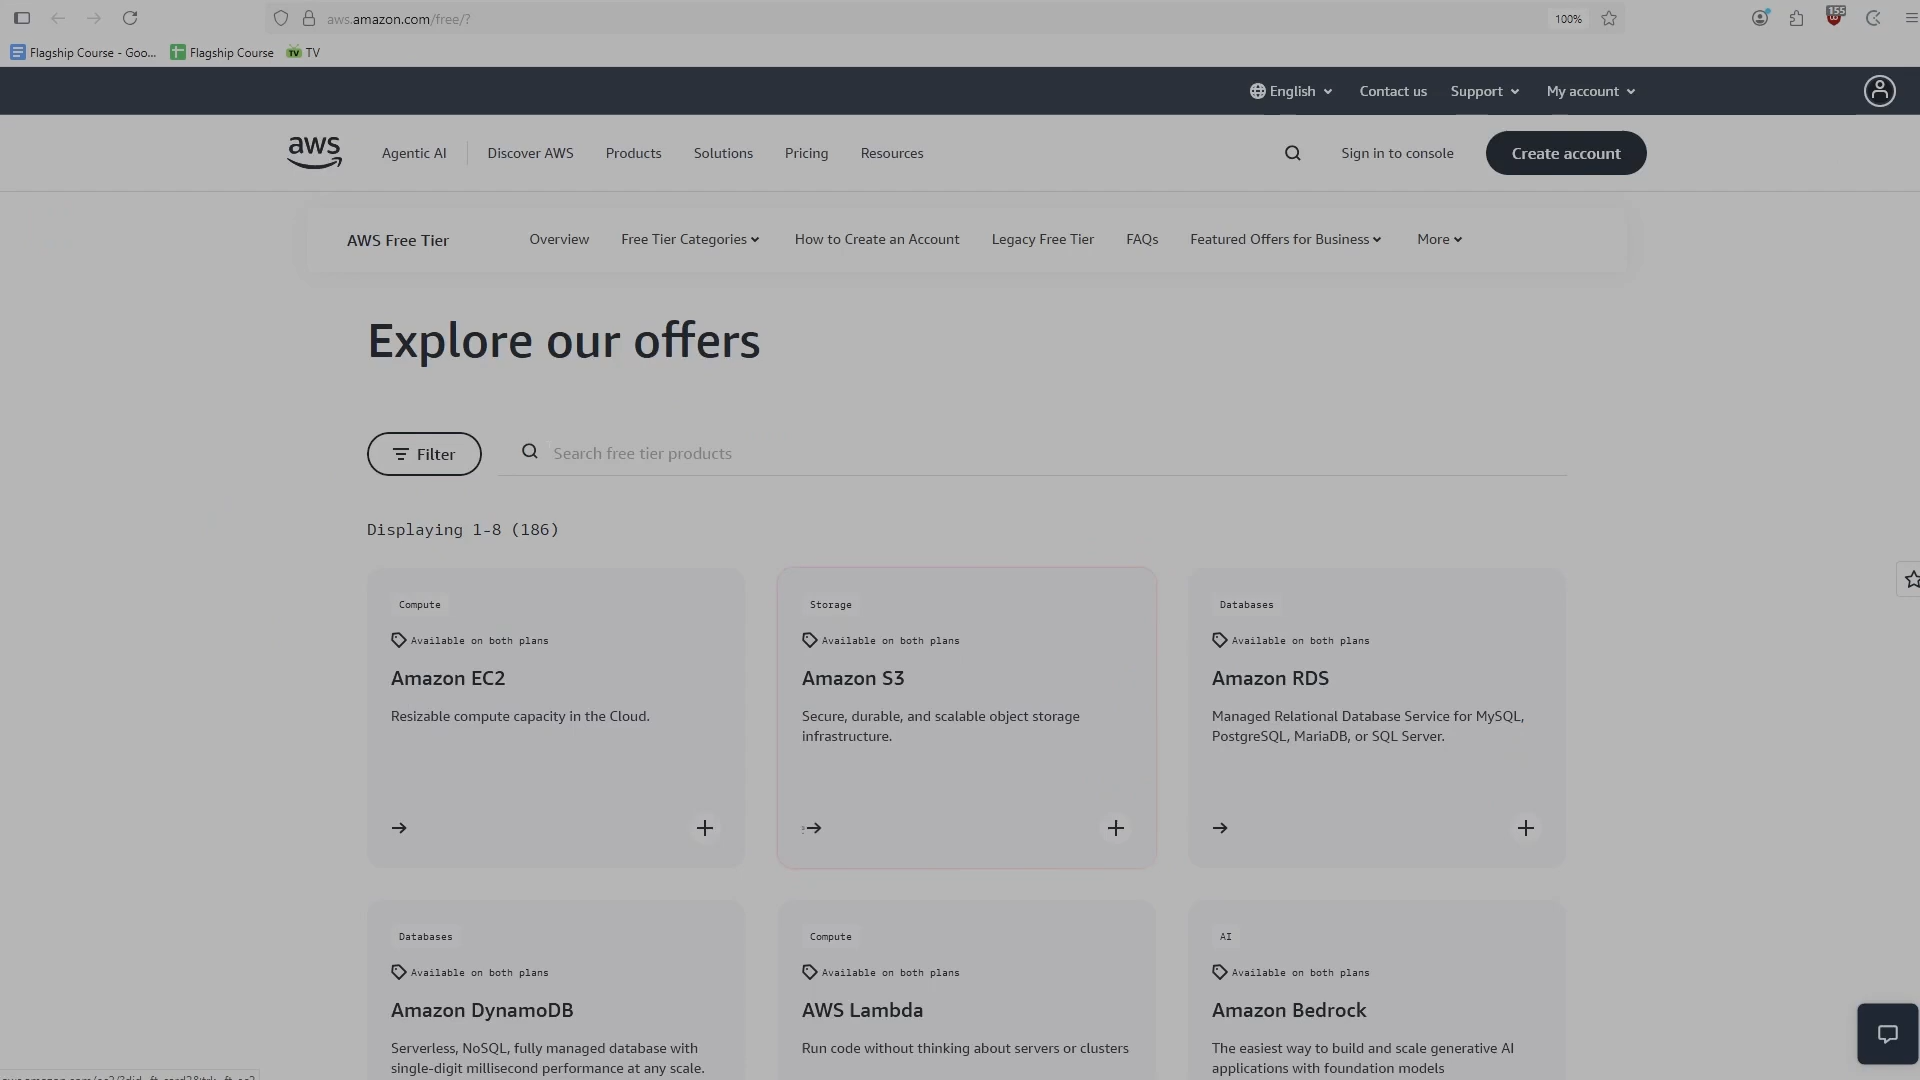 aws.amazon.com/free/?
100%
155
Flagship Course - Goo...
Flagship Course
TV TV
English
Contact us
Support
My account
aws
Agentic AI
Discover AWS
Products
Solutions
Pricing
Resources
Sign in to console
Create account
AWS Free Tier
Overview
Free Tier Categories
How to Create an Account
Legacy Free Tier
FAQs
Featured Offers for Business
More
Explore our offers
Filter
Search free tier products
Displaying 1-8 (186)
Compute
Available on both plans
Amazon EC2
Resizable compute capacity in the Cloud.
Storage
Available on both plans
Amazon S3
Secure, durable, and scalable object storage
infrastructure.
Databases
Available on both plans
Amazon RDS
Managed Relational Database Service for MySQL,
PostgreSQL, MariaDB, or SQL Server.
Databases
Available on both plans
Amazon DynamoDB
Serverless, NoSQL, fully managed database with
single-digit millisecond performance at any scale.
Compute
Available on both plans
AWS Lambda
Run code without thinking about servers or clusters
AI
Available on both plans
Amazon Bedrock
The easiest way to build and scale generative AI
applications with foundation models